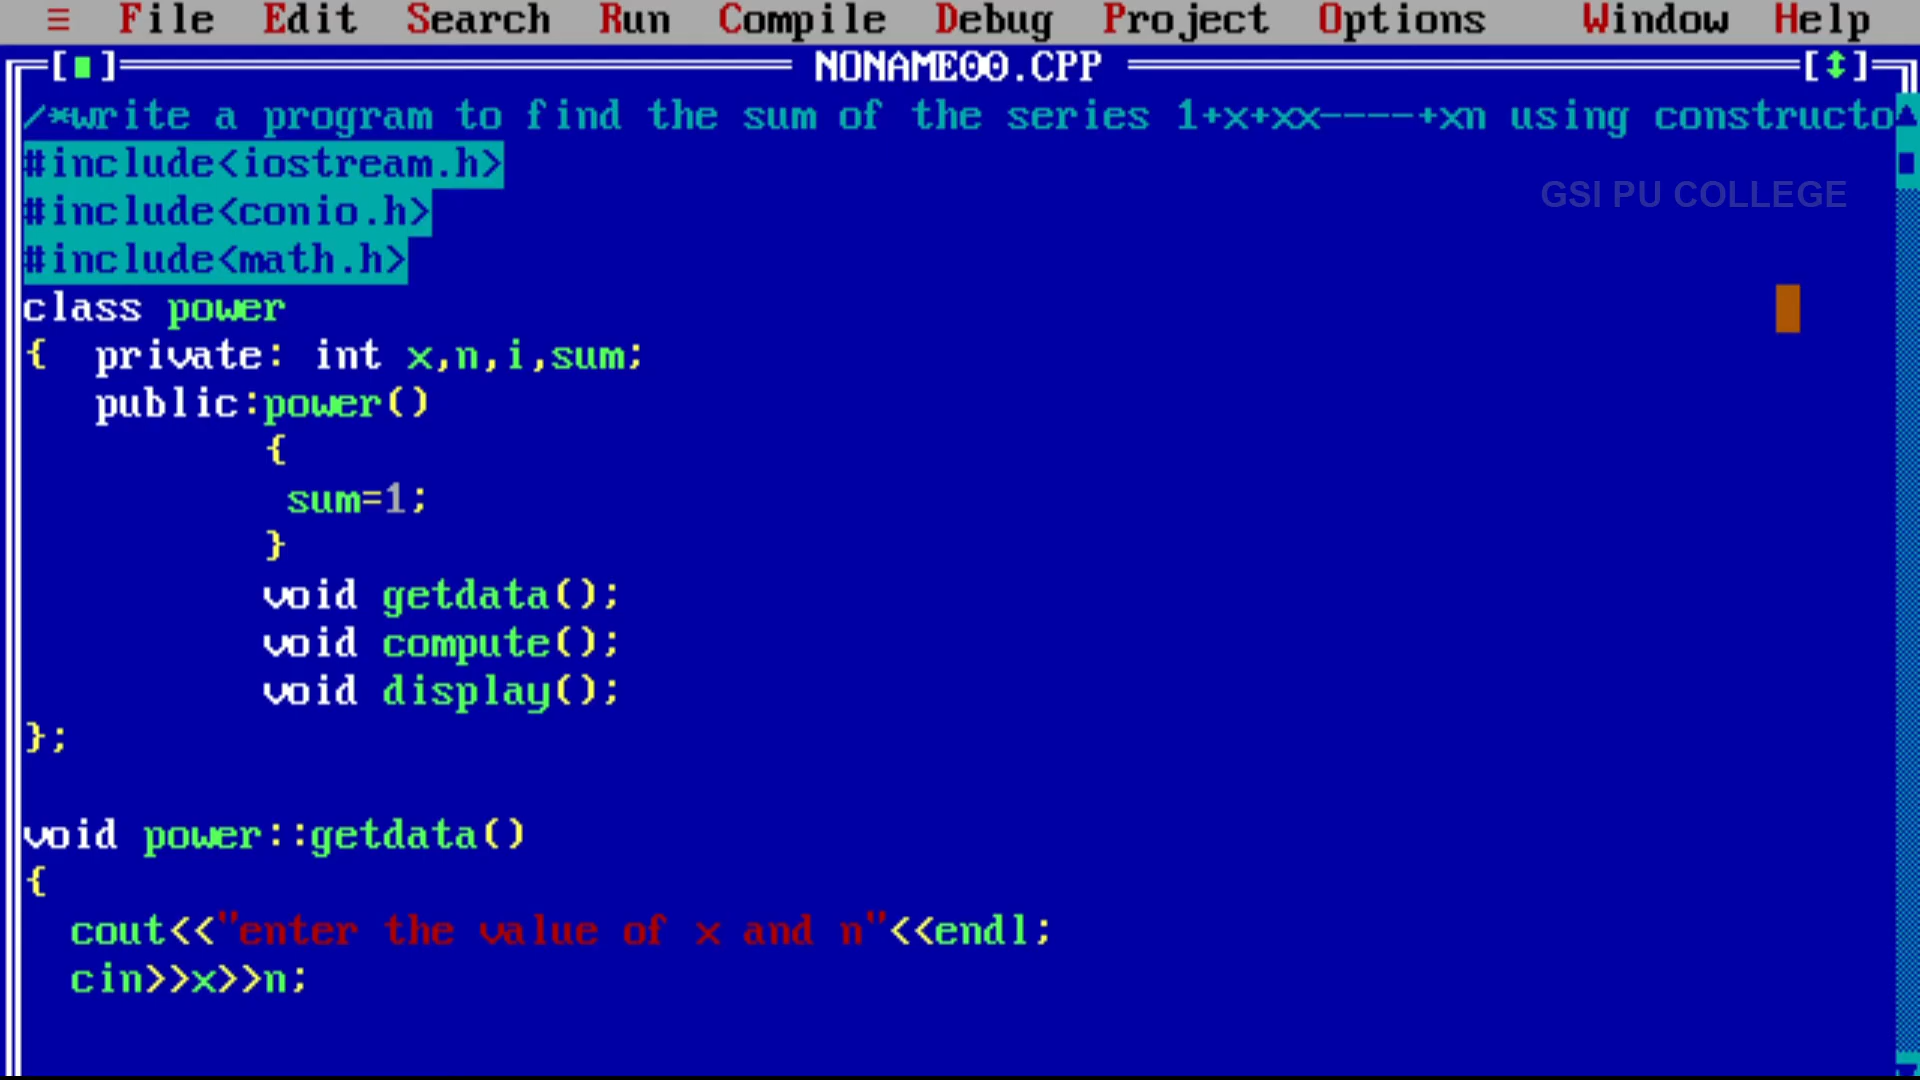 ≡ File Edit Search Run Compile Debug Project Options Window Help
[■] NONAME00.CPP [↕]
/*write a program to find the sum of the series 1+x+xx----+xn using constructo
#include<iostream.h>
GSI PU COLLEGE
#include<conio.h>
#include<math.h>
class power
{  private: int x,n,i,sum;
   public:power()
          {
           sum=1;
          }
          void getdata();
          void compute();
          void display();
};
void power::getdata()
{
  cout<<"enter the value of x and n"<<endl;
  cin>>x>>n;